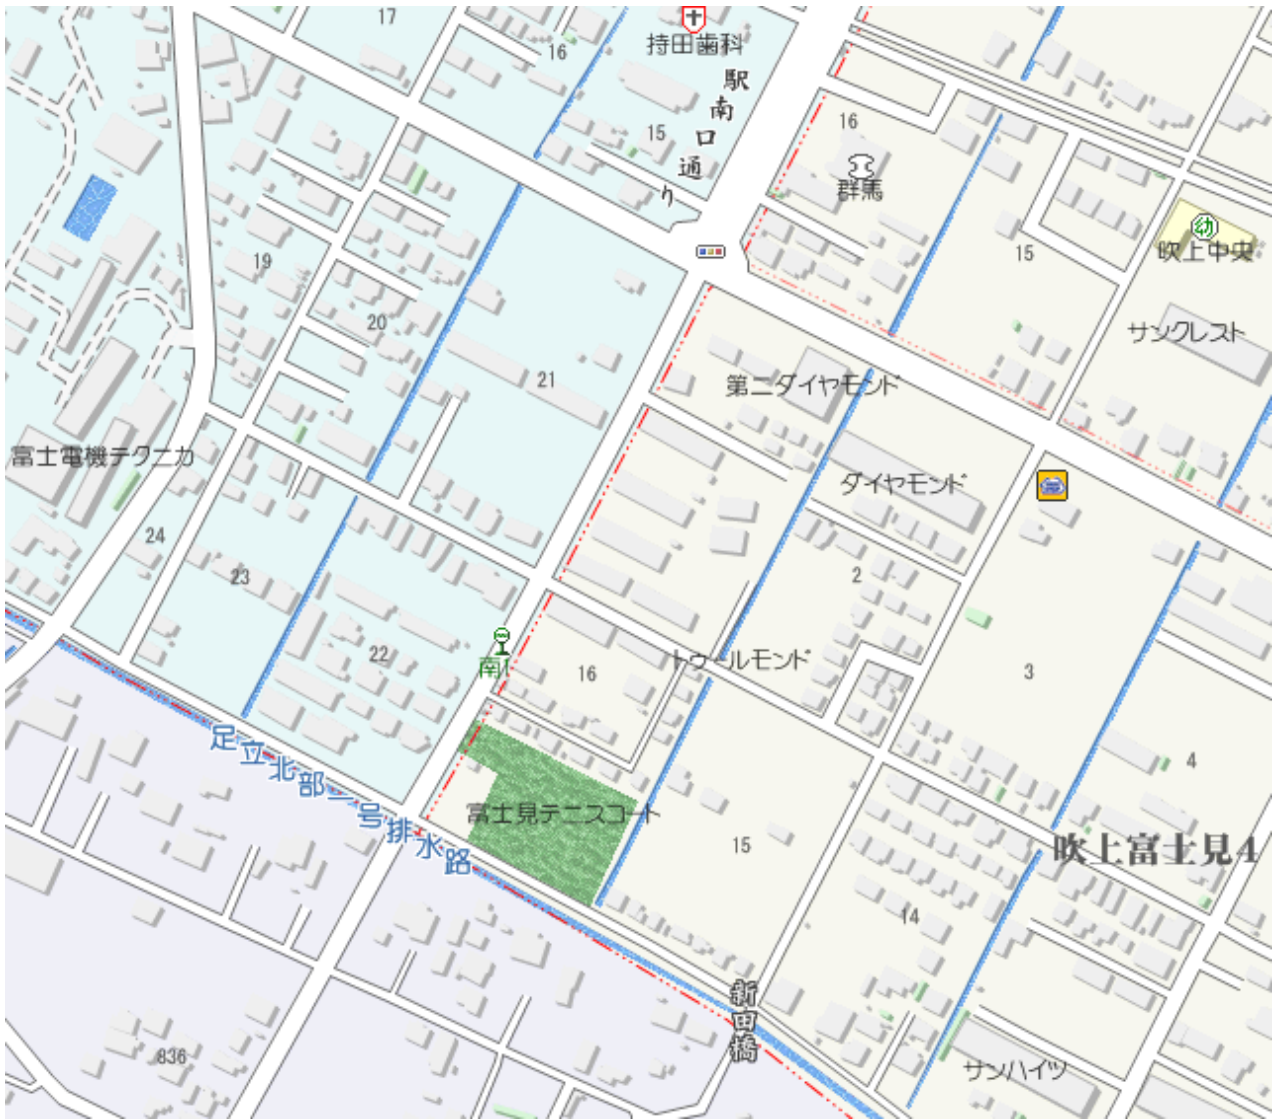 17
16
持田歯科
駅南口通り
15
16
群馬
15
幼
吹上中央
19
20
21
サンクレスト
第二ダイヤモンド
富士電機テクニカ
ダイヤモンド
24
23
2
22
南1
16
トゥールモンド
3
4
足立北部一号排水路
富士見テニスコート
15
吹上富士見4
14
新田橋
836
サンハイツ